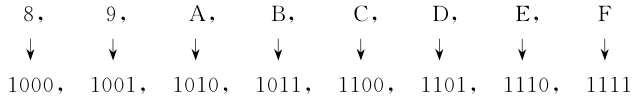 8, 9, A, B, C, D, E, F
↓ ↓ ↓ ↓ ↓ ↓ ↓ ↓
1000, 1001, 1010, 1011, 1100, 1101, 1110, 1111